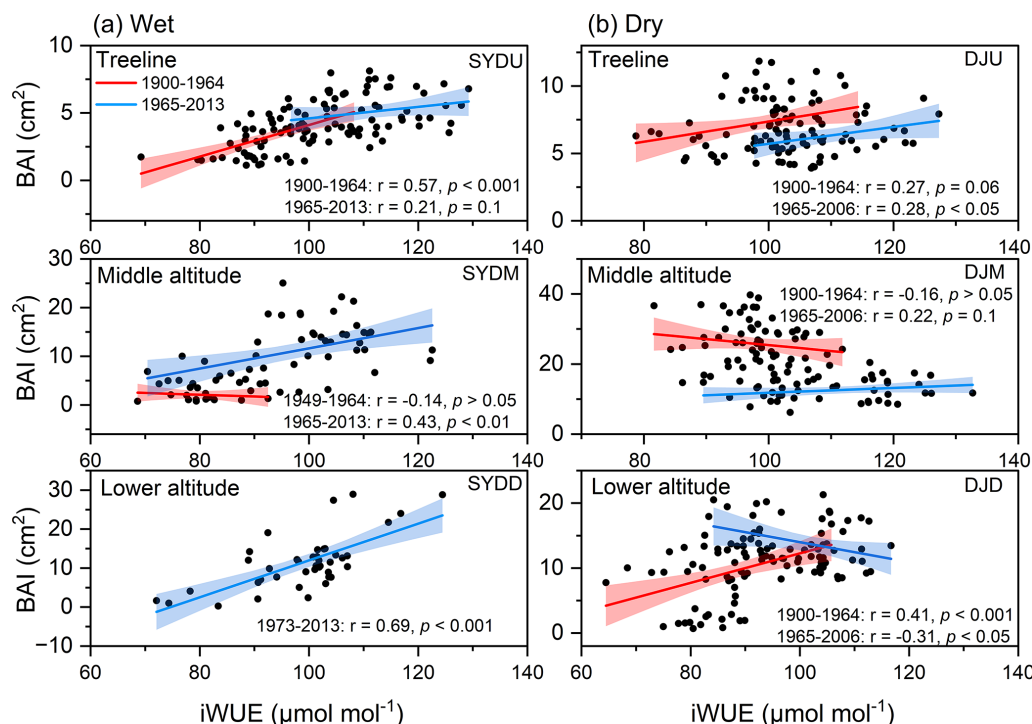 (a) Wet
(b) Dry
Treeline
SYDU
1900-1964
1965-2013
BAI (cm²)
10
5
0
1900-1964: r = 0.57, p < 0.001
1965-2013: r = 0.21, p = 0.1
60 80 100 120 140
Treeline
DJU
BAI (cm²)
15
10
5
0
1900-1964: r = 0.27, p = 0.06
1965-2006: r = 0.28, p < 0.05
60 80 100 120 140
Middle altitude
SYDM
BAI (cm²)
30
20
10
0
1949-1964: r = -0.14, p > 0.05
1965-2013: r = 0.43, p < 0.01
60 80 100 120 140
Middle altitude
DJM
1900-1964: r = -0.16, p > 0.05
1965-2006: r = 0.22, p = 0.1
BAI (cm²)
40
20
0
60 80 100 120 140
Lower altitude
SYDD
BAI (cm²)
30
20
10
0
−10
1973-2013: r = 0.69, p < 0.001
60 80 100 120 140
iWUE (μmol mol⁻¹)
Lower altitude
DJD
BAI (cm²)
20
10
0
1900-1964: r = 0.41, p < 0.001
1965-2006: r = -0.31, p < 0.05
60 80 100 120 140
iWUE (μmol mol⁻¹)